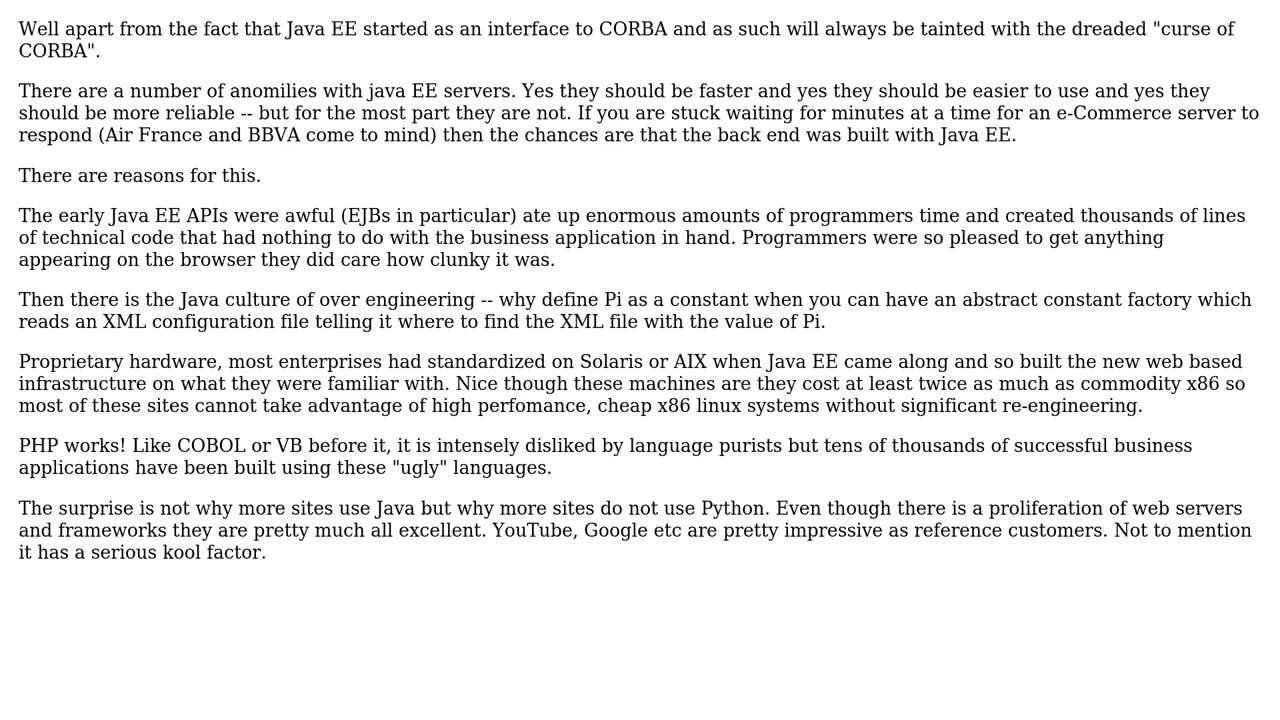 Well apart from the fact that Java EE started as an interface to CORBA and as such will always be tainted with the dreaded "curse of
CORBA".
There are a number of anomilies with java EE servers. Yes they should be faster and yes they should be easier to use and yes they
should be more reliable -- but for the most part they are not. If you are stuck waiting for minutes at a time for an e-Commerce server to
respond (Air France and BBVA come to mind) then the chances are that the back end was built with Java EE.
There are reasons for this.
The early Java EE APIs were awful (EJBs in particular) ate up enormous amounts of programmers time and created thousands of lines
of technical code that had nothing to do with the business application in hand. Programmers were so pleased to get anything
appearing on the browser they did care how clunky it was.
Then there is the Java culture of over engineering -- why define Pi as a constant when you can have an abstract constant factory which
reads an XML configuration file telling it where to find the XML file with the value of Pi.
Proprietary hardware, most enterprises had standardized on Solaris or AIX when Java EE came along and so built the new web based
infrastructure on what they were familiar with. Nice though these machines are they cost at least twice as much as commodity x86 so
most of these sites cannot take advantage of high perfomance, cheap x86 linux systems without significant re-engineering.
PHP works! Like COBOL or VB before it, it is intensely disliked by language purists but tens of thousands of successful business
applications have been built using these "ugly" languages.
The surprise is not why more sites use Java but why more sites do not use Python. Even though there is a proliferation of web servers
and frameworks they are pretty much all excellent. YouTube, Google etc are pretty impressive as reference customers. Not to mention
it has a serious kool factor.